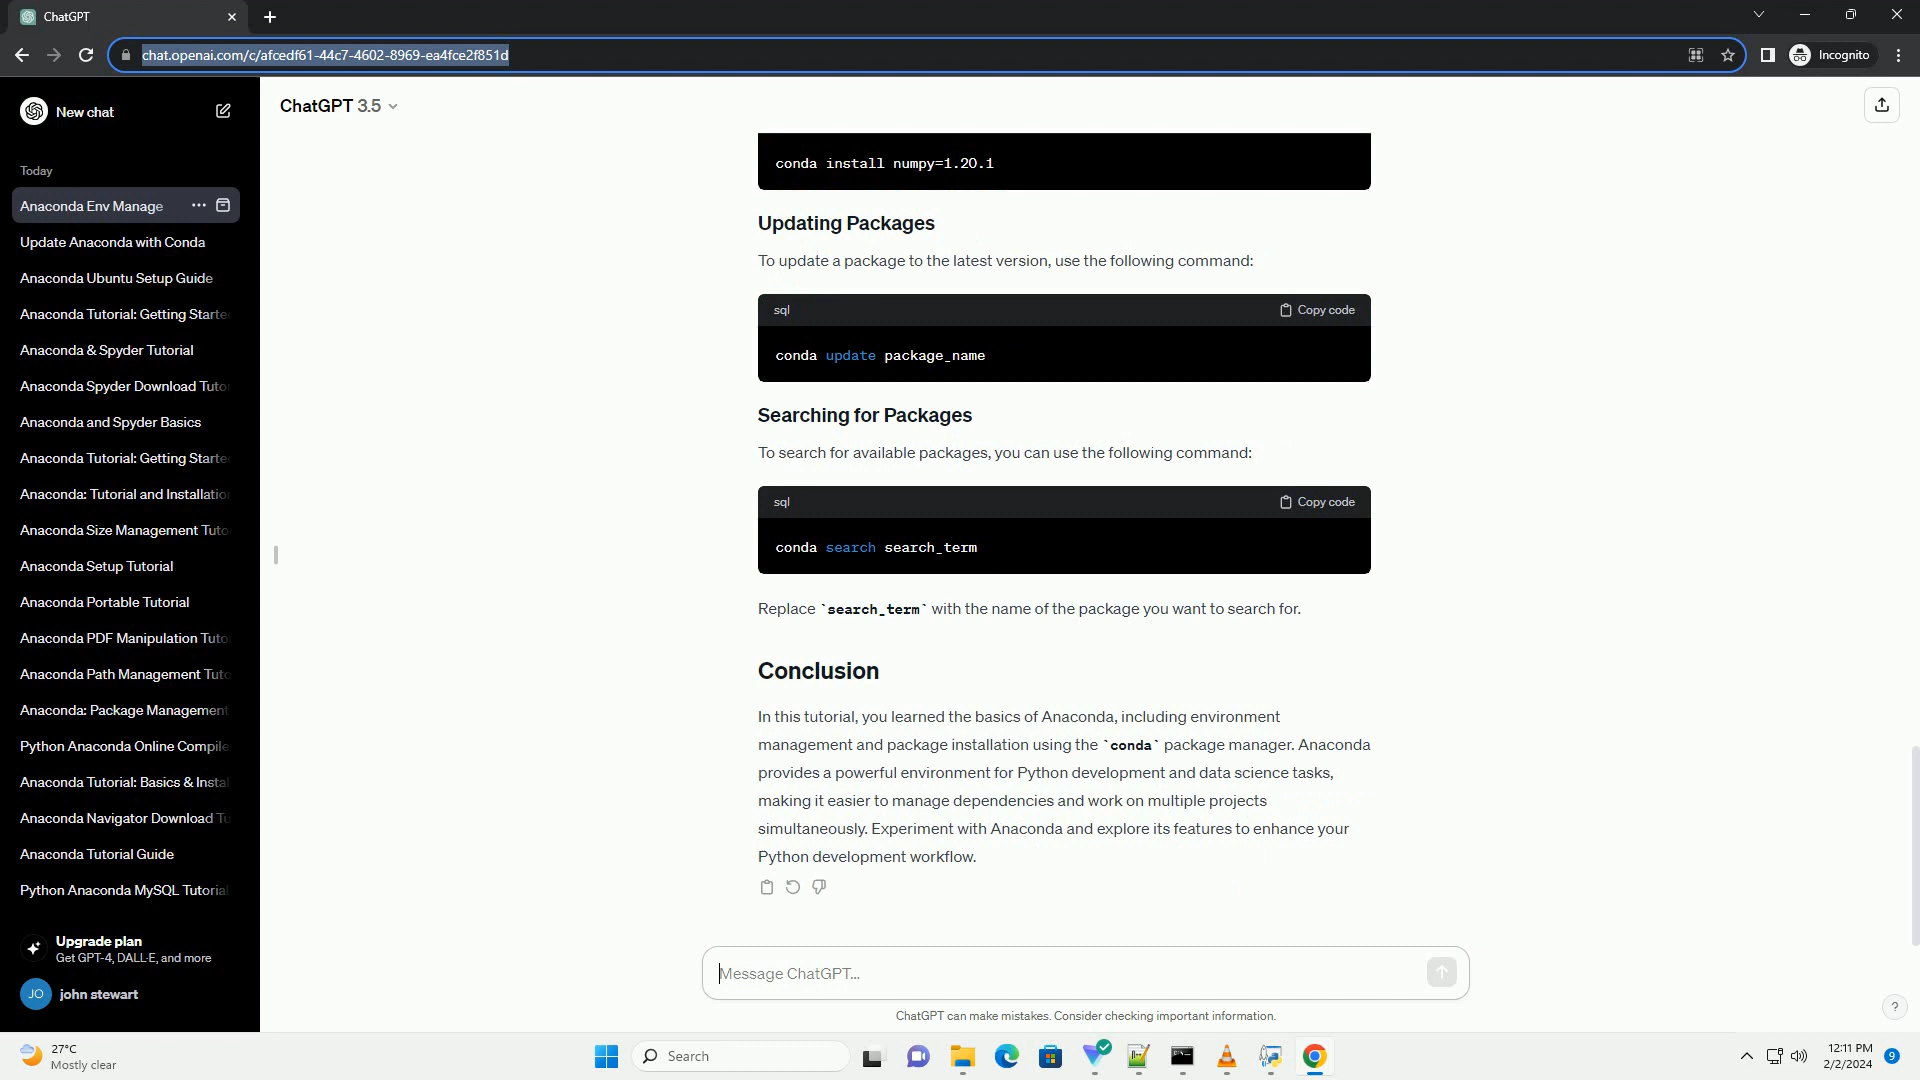 ChatGPT
chat.openai.com/c/afcedf61-44c7-4602-8969-ea4fce2f851d
Incognito
New chat
Today
Anaconda Env Manage
Update Anaconda with Conda
Anaconda Ubuntu Setup Guide
Anaconda Tutorial: Getting Starte
Anaconda & Spyder Tutorial
Anaconda Spyder Download Tuto
Anaconda and Spyder Basics
Anaconda Tutorial: Getting Starte
Anaconda: Tutorial and Installatio
Anaconda Size Management Tuto
Anaconda Setup Tutorial
Anaconda Portable Tutorial
Anaconda PDF Manipulation Tuto
Anaconda Path Management Tuto
Anaconda: Package Management
Python Anaconda Online Compile
Anaconda Tutorial: Basics & Instal
Anaconda Navigator Download Tu
Anaconda Tutorial Guide
Python Anaconda MySQL Tutorial
Upgrade plan
Get GPT-4, DALL·E, and more
JO john stewart
ChatGPT 3.5
conda install numpy=1.20.1
Updating Packages
To update a package to the latest version, use the following command:
sql Copy code
conda update package_name
Searching for Packages
To search for available packages, you can use the following command:
sql Copy code
conda search search_term
Replace `search_term` with the name of the package you want to search for.
Conclusion
In this tutorial, you learned the basics of Anaconda, including environment
management and package installation using the `conda` package manager. Anaconda
provides a powerful environment for Python development and data science tasks,
making it easier to manage dependencies and work on multiple projects
simultaneously. Experiment with Anaconda and explore its features to enhance your
Python development workflow.
Message ChatGPT...
ChatGPT can make mistakes. Consider checking important information.
?
27°C
Mostly clear
Search
12:11 PM
2/2/2024
9